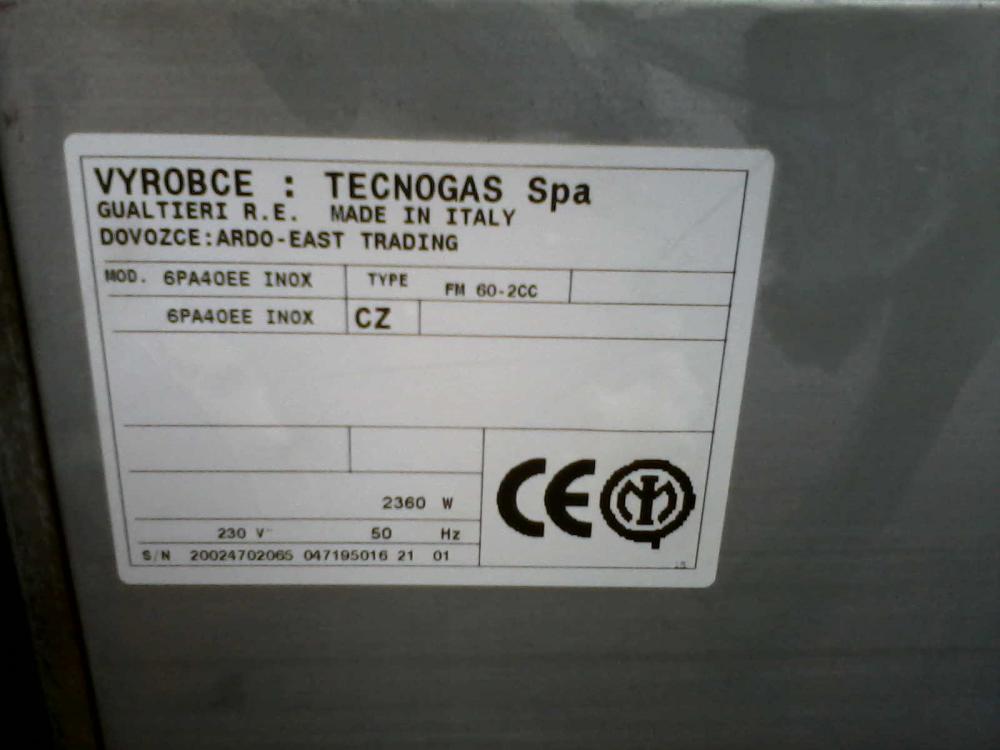 VYROBCE : TECNOGAS Spa
GUALTIERI R.E. MADE IN ITALY
DOVOZCE:ARDO-EAST TRADING
MOD. 6PA40EE INOX TYPE FM 60-2CC
6PA40EE INOX CZ
2360 W
CE IMQ
230 V~ 50 Hz
S/N 20024702065 047195016 21 01